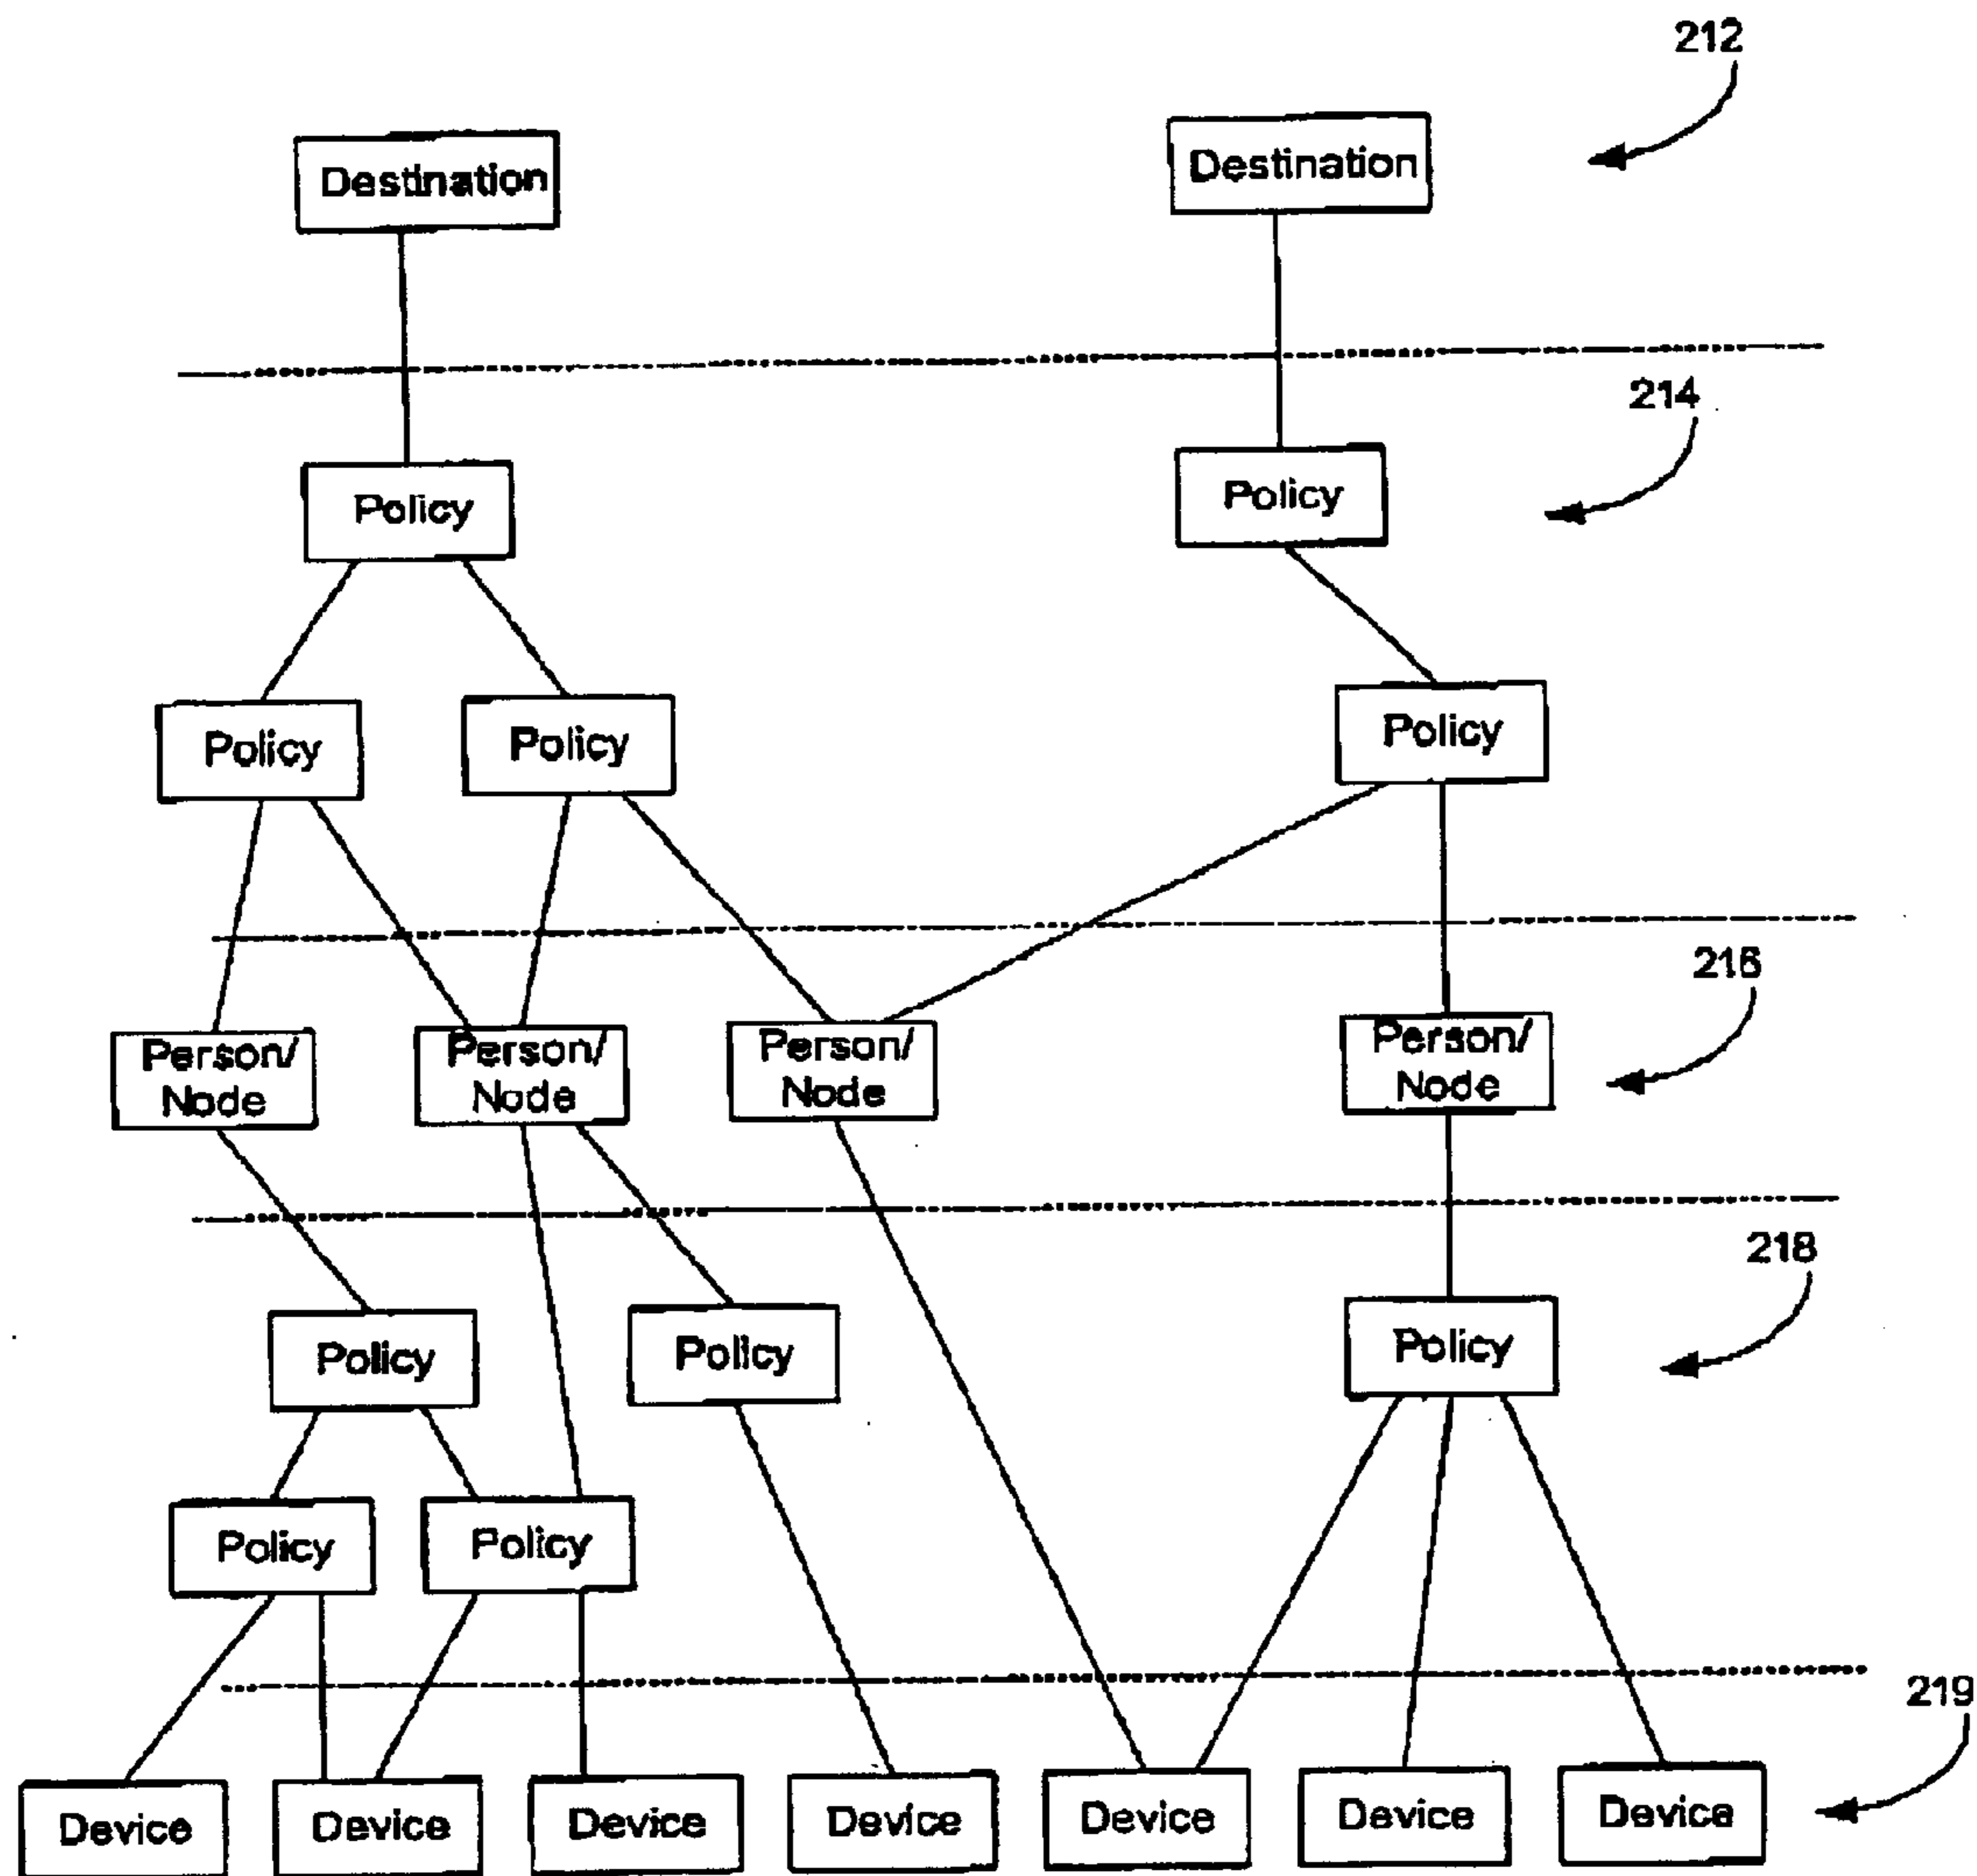 212
Destination
Destination
214
Policy
Policy
Policy
Policy
Policy
216
Person/
Node
Person/
Node
Person/
Node
Person/
Node
218
Policy
Policy
Policy
Policy
Policy
219
Device
Device
Device
Device
Device
Device
Device